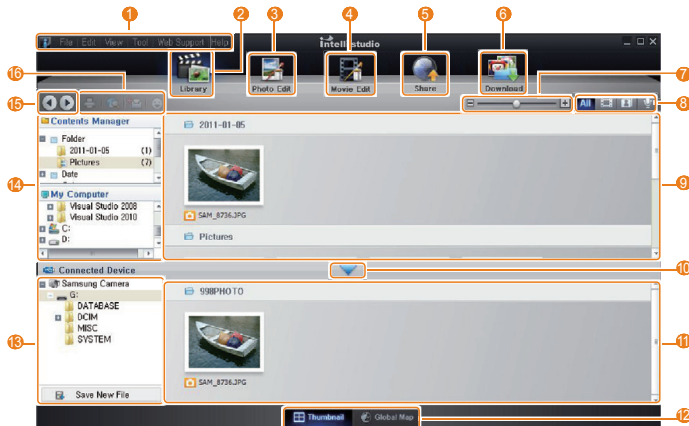 1
2
3
4
5
6
File Edit View Tool Web Support Help
Intelli-studio
Library
Photo Edit
Movie Edit
Share
Download
16
7
15
All
8
Contents Manager
Folder
2011-01-05 (1)
Pictures (7)
Date
14
My Computer
Visual Studio 2008
Visual Studio 2010
C:
D:
2011-01-05
SAM_8736.JPG
Pictures
9
Connected Device
10
Samsung Camera
G:
DATABASE
DCIM
MISC
SYSTEM
13
Save New File
998PHOTO
SAM_8736.JPG
11
Thumbnail
Global Map
12